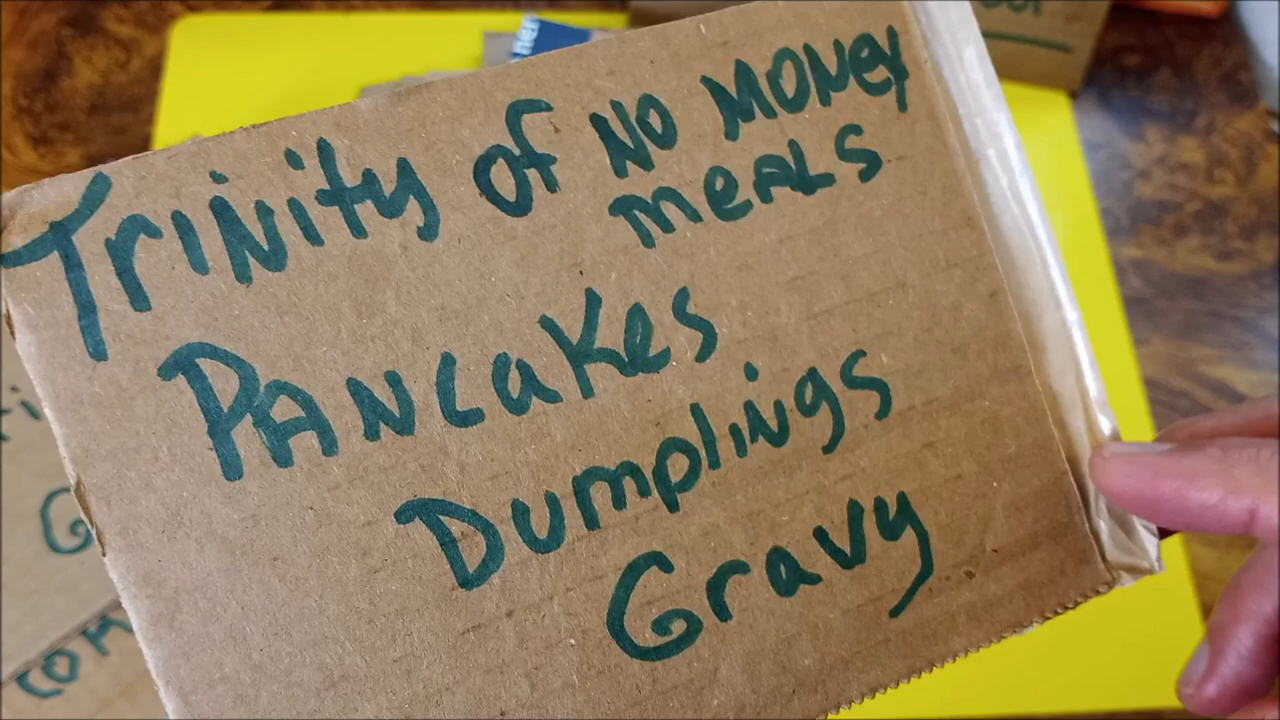 Trinity of No Money
Meals
Pancakes
Dumplings
Gravy